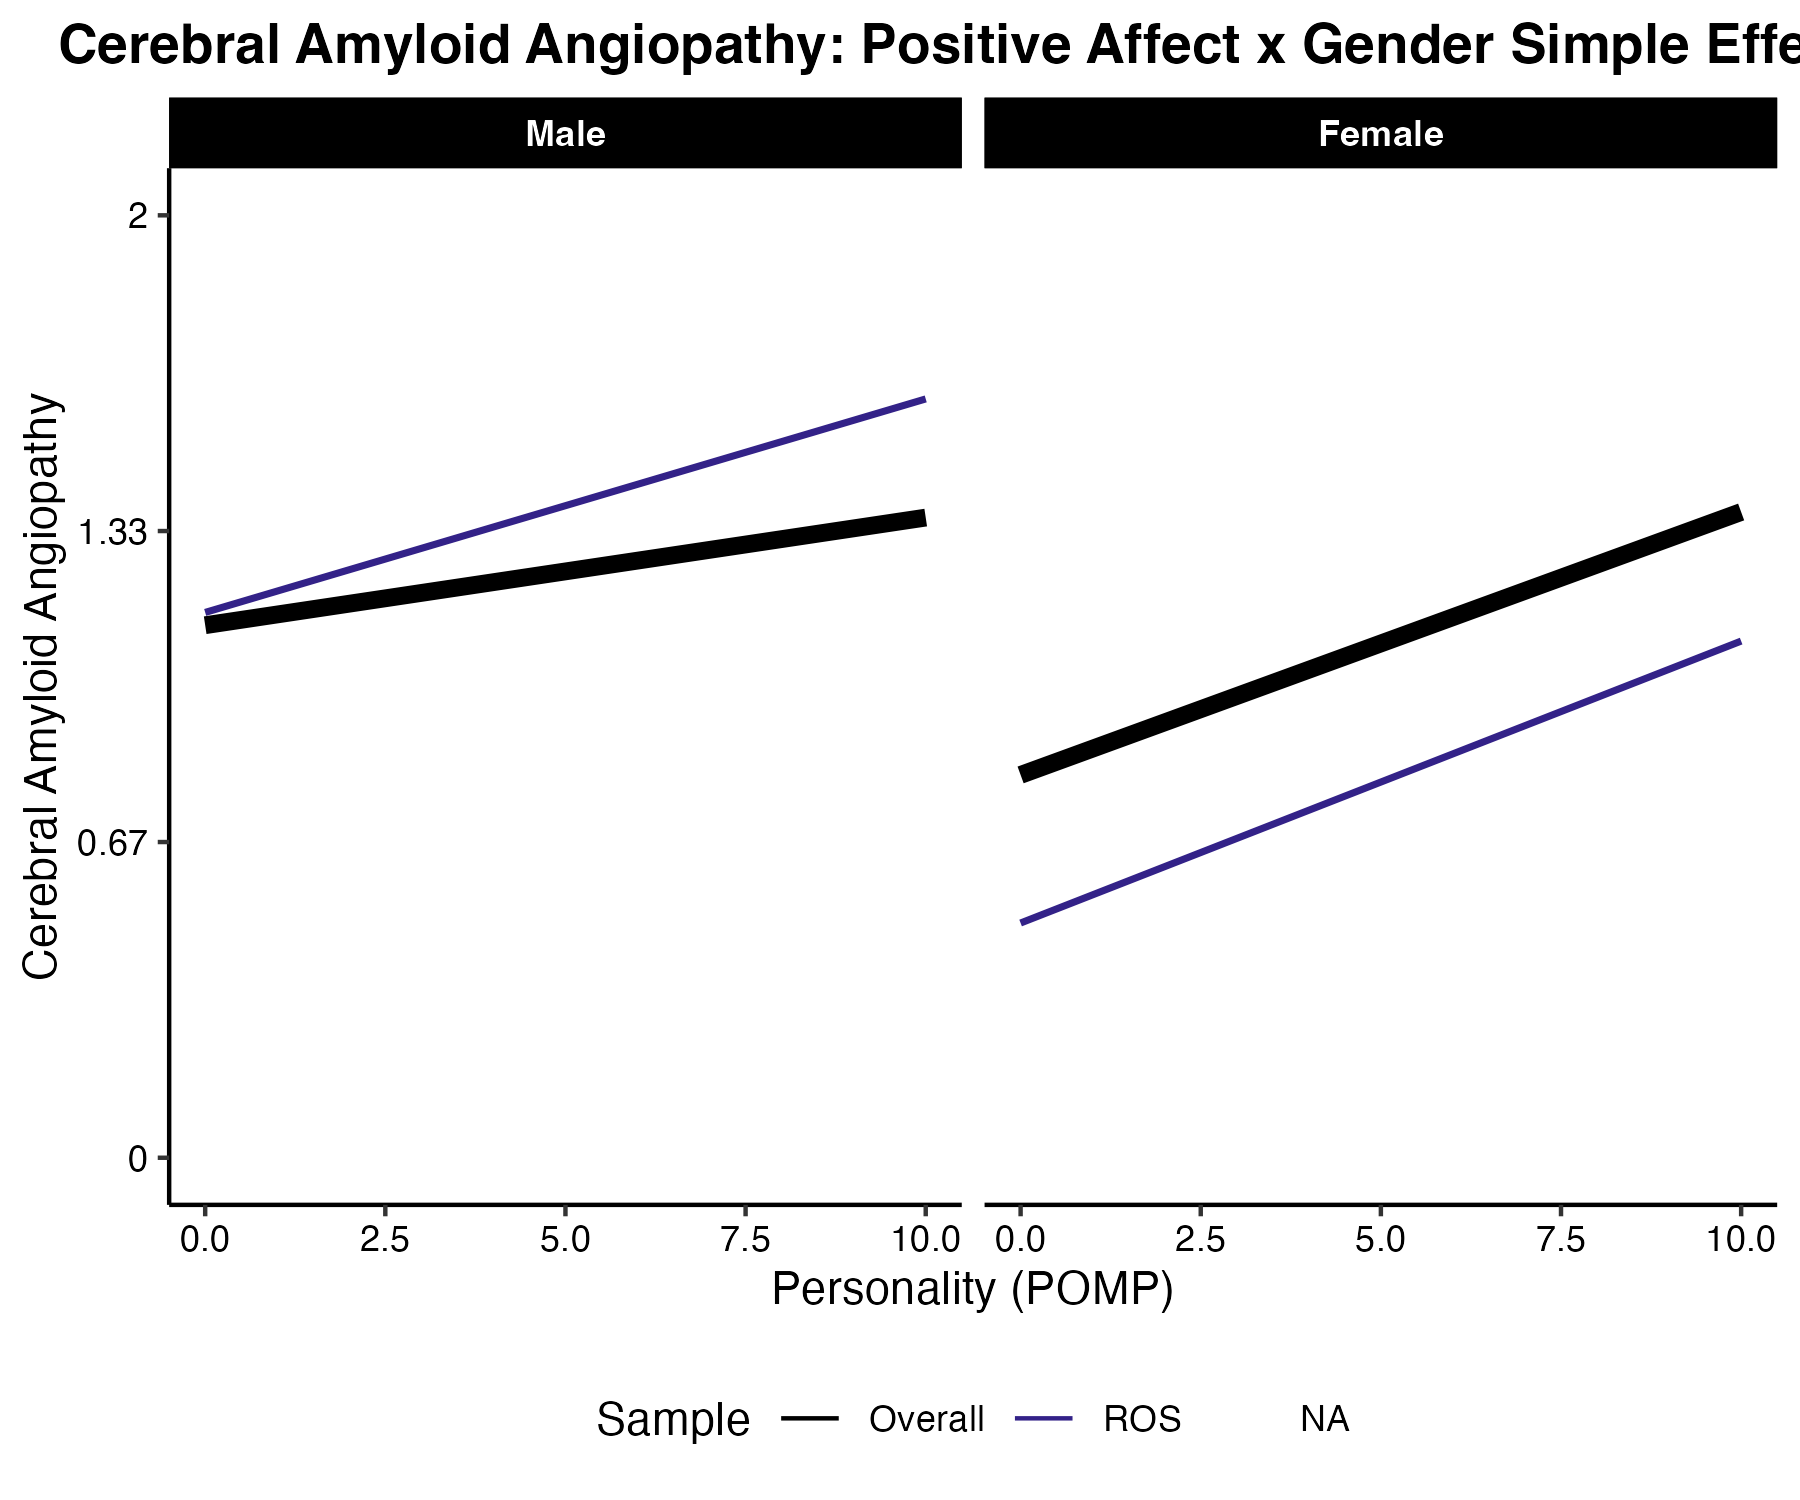 Cerebral Amyloid Angiopathy: Positive Affect x Gender Simple Effe
Male
Female
Cerebral Amyloid Angiopathy
2
1.33
0.67
0
0.0 2.5 5.0 7.5 10.0
0.0 2.5 5.0 7.5 10.0
Personality (POMP)
Sample Overall ROS NA